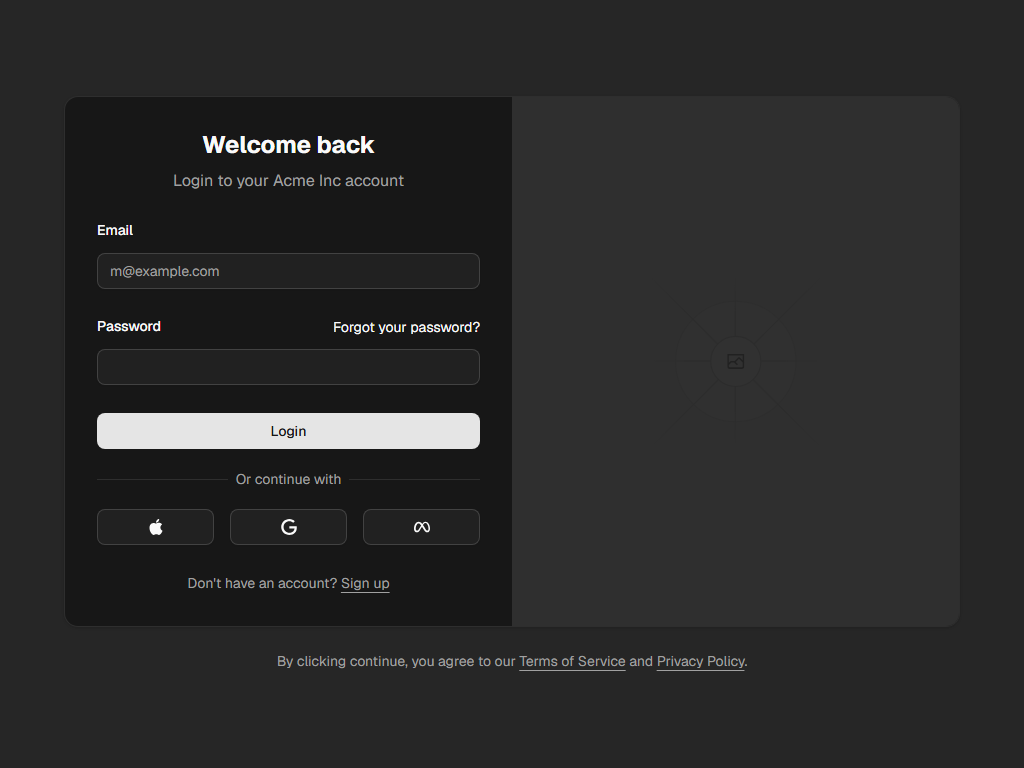 Welcome back
Login to your Acme Inc account
Email
m@example.com
Password
Forgot your password?
Login
Or continue with
Don't have an account? Sign up
By clicking continue, you agree to our Terms of Service and Privacy Policy.